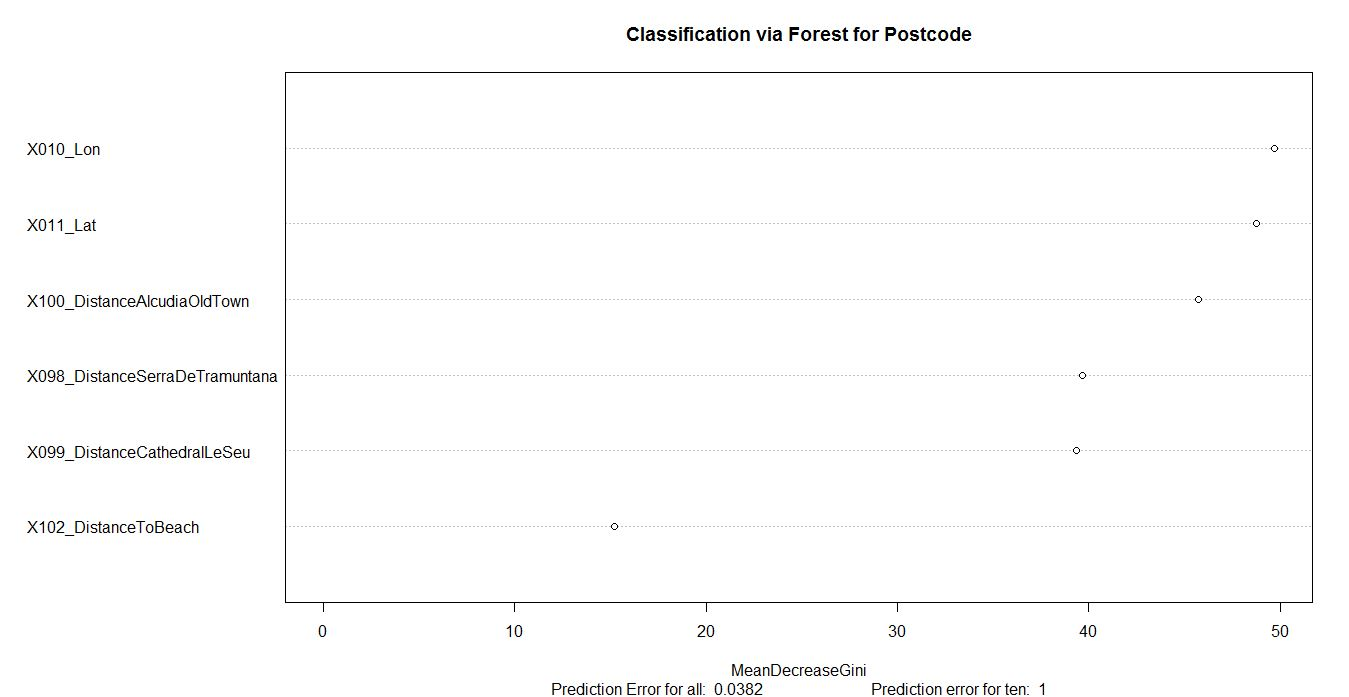 Classification via Forest for Postcode
X010_Lon
X011_Lat
X100_DistanceAlcudiaOldTown
X098_DistanceSerraDeTramuntana
X099_DistanceCathedralLeSeu
X102_DistanceToBeach
0 10 20 30 40 50
MeanDecreaseGini
Prediction Error for all: 0.0382 Prediction error for ten: 1